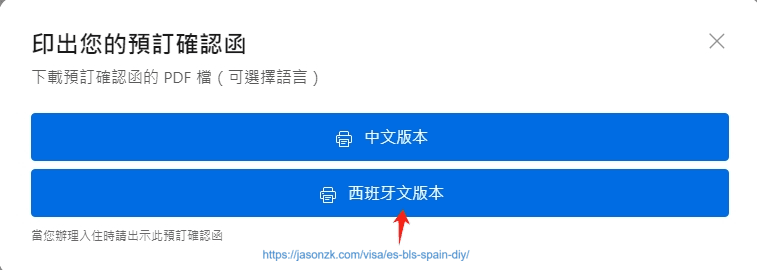 印出您的預訂確認函
下載預訂確認函的 PDF 檔 ( 可選擇語言 )
中文版本
西班牙文版本
當您辦理入住時請出示此預訂確認函
https://jasonzk.com/visa/es-bls-spain-diy/